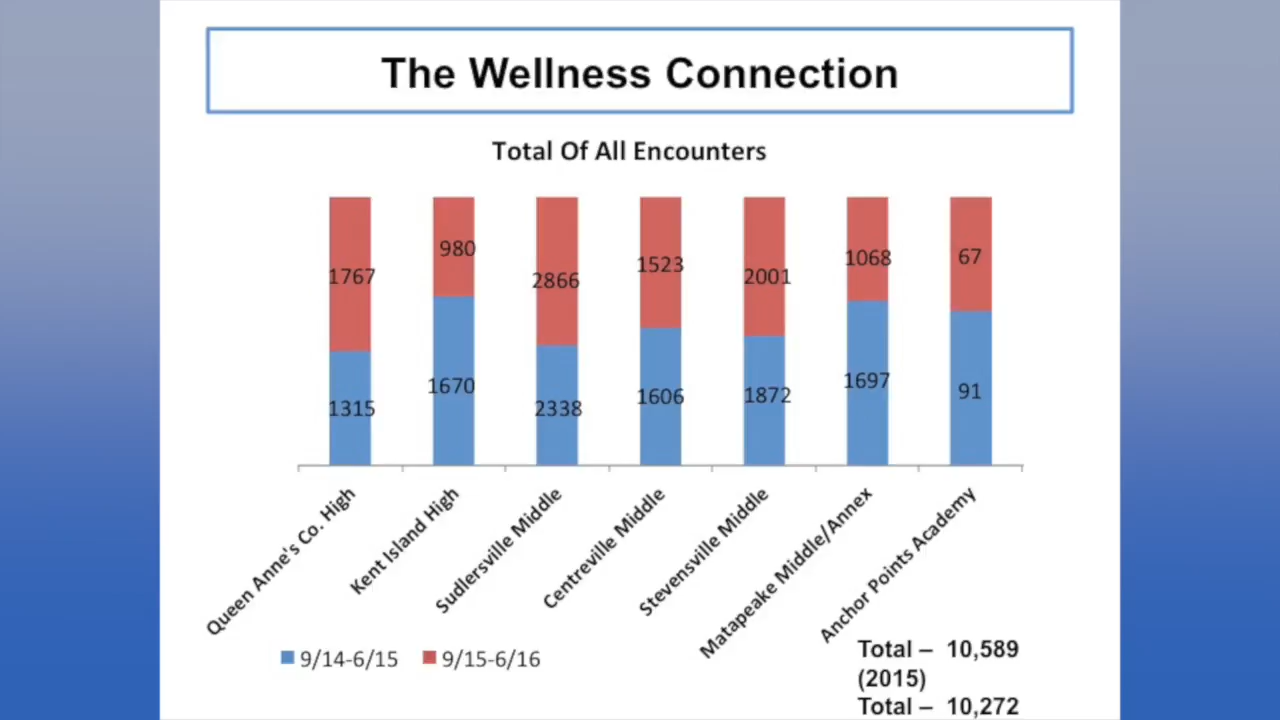 The Wellness Connection
Total Of All Encounters
1767 980 2866 1523 2001 1068 67
1315 1670 2338 1606 1872 1697 91
Queen Anne's Co. High
Kent Island High
Sudlersville Middle
Centreville Middle
Stevensville Middle
Matapeake Middle/Annex
Anchor Points Academy
9/14-6/15 9/15-6/16
Total – 10,589
(2015)
Total – 10,272